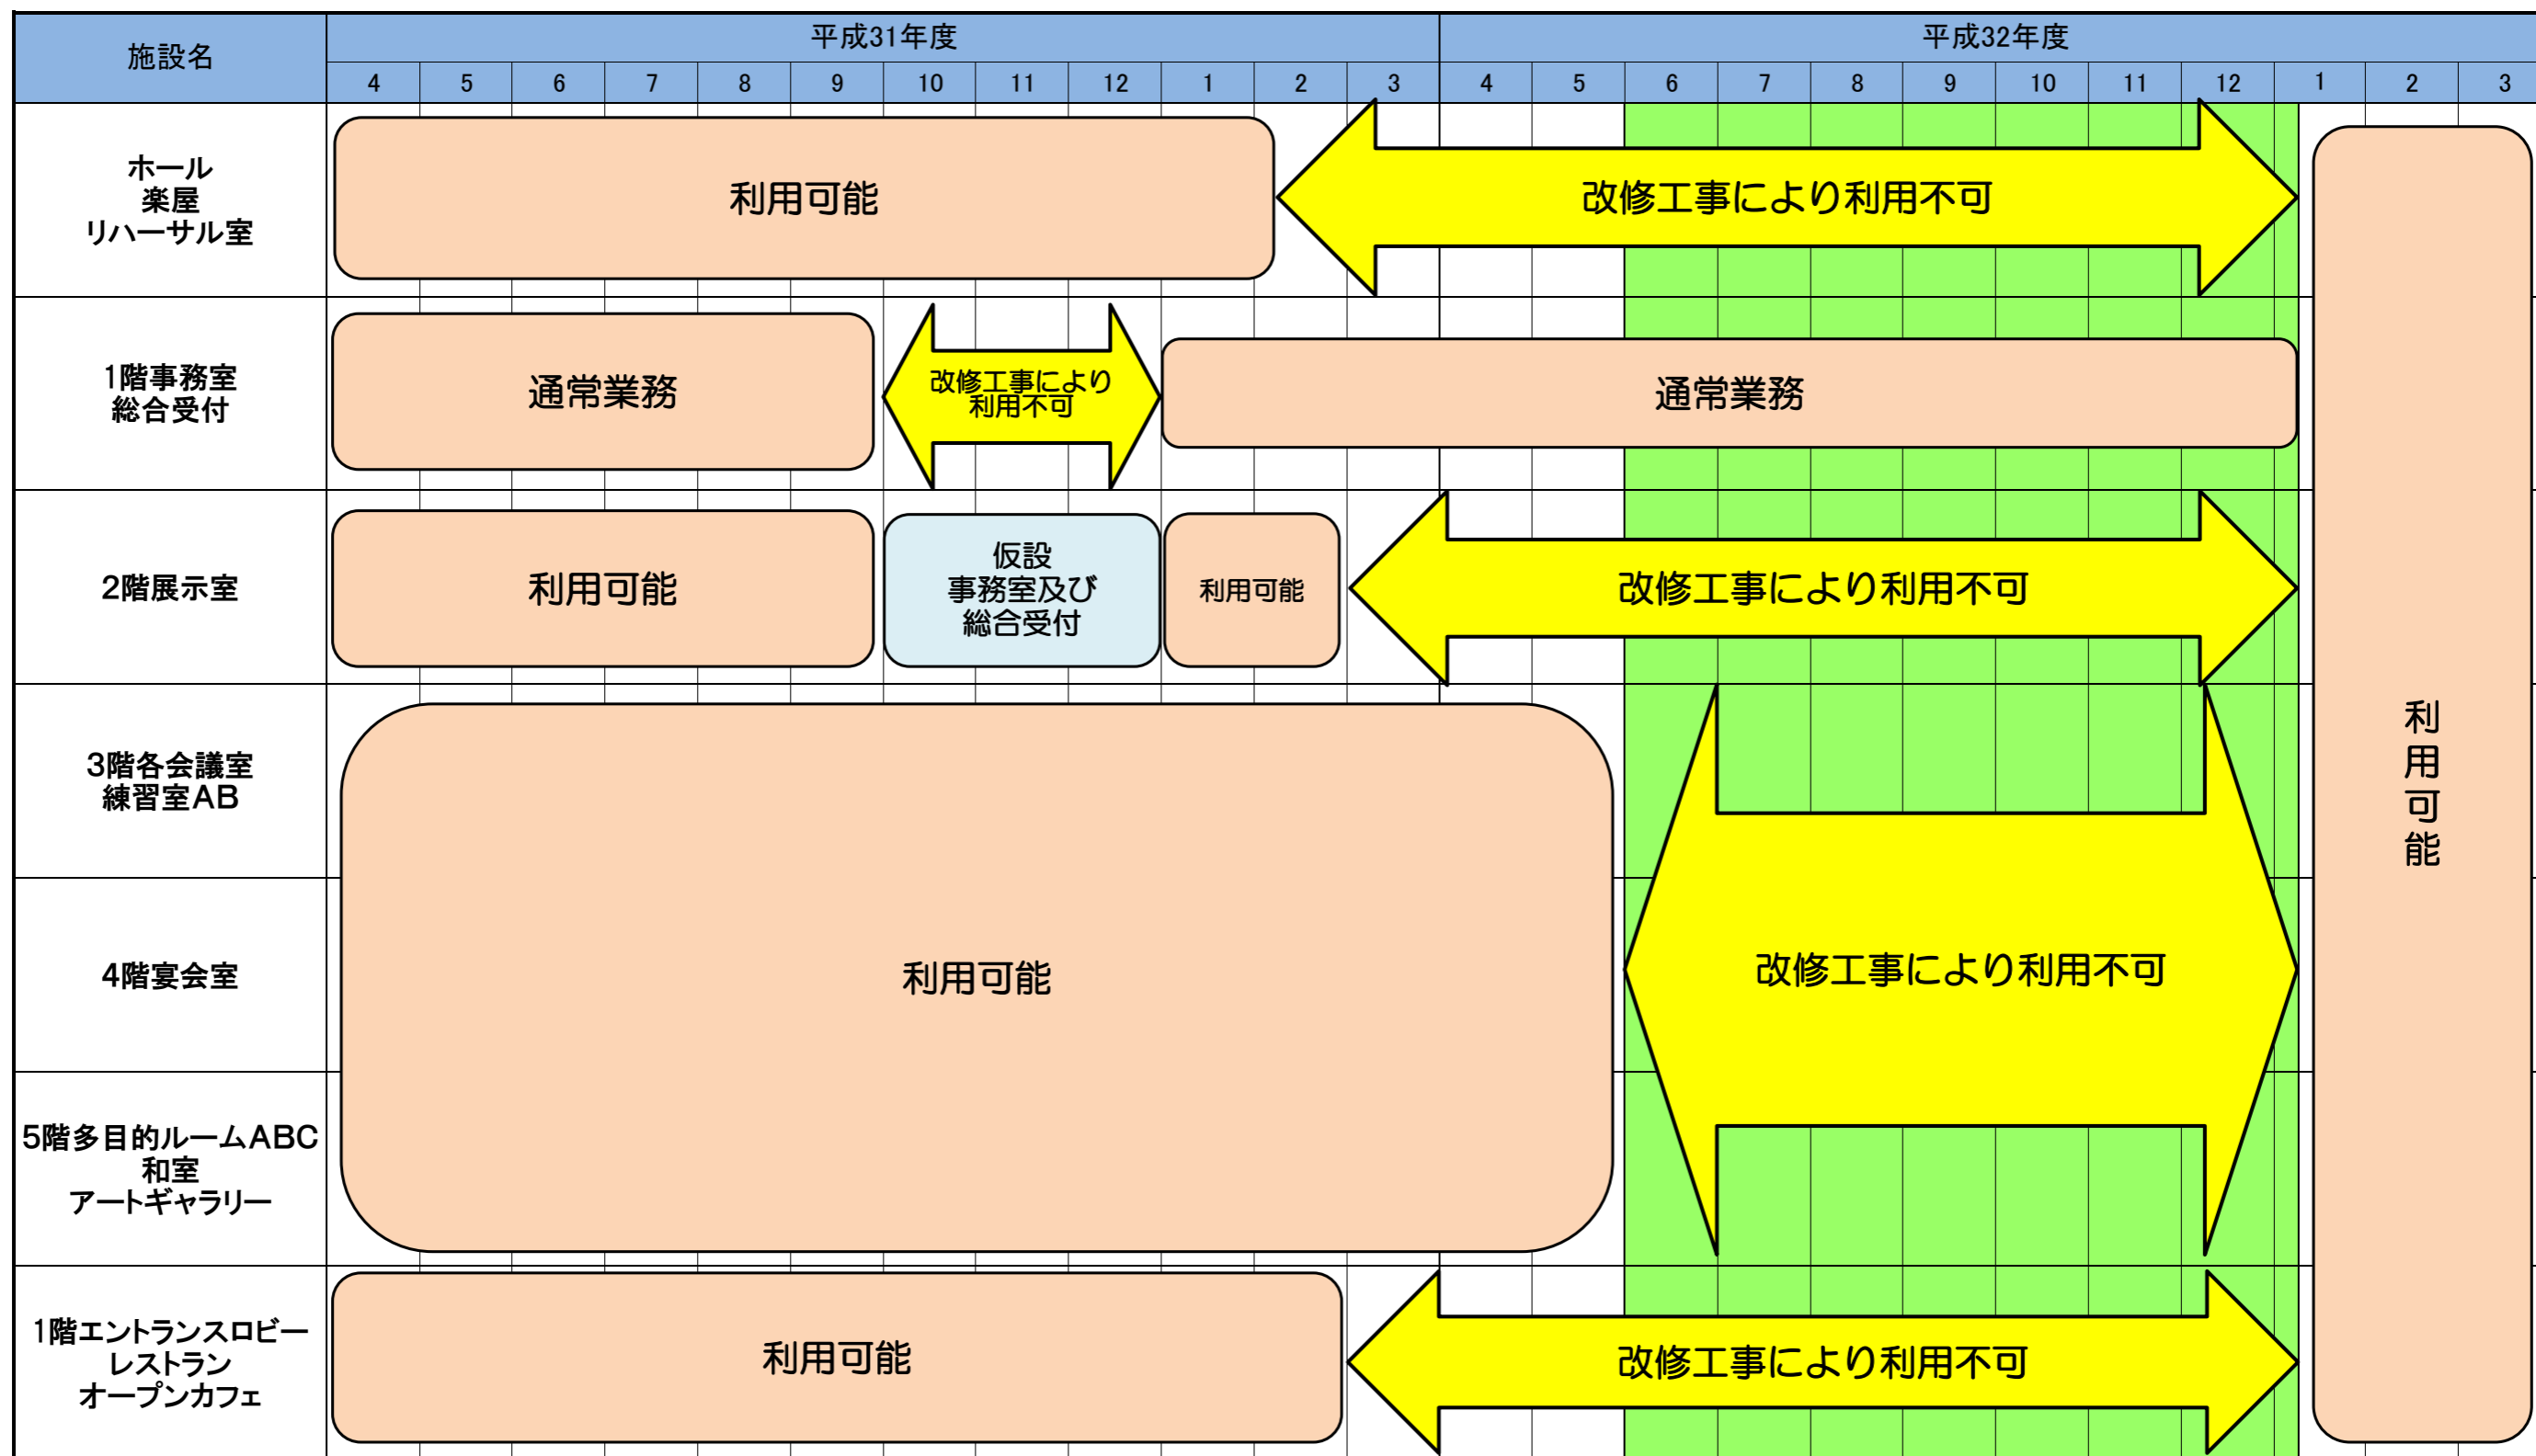 施設名
平成31年度
平成32年度
4 5 6 7 8 9 10 11 12 1 2 3 4 5 6 7 8 9 10 11 12 1 2 3
ホール
楽屋
リハーサル室
利用可能
改修工事により利用不可
1階事務室
総合受付
通常業務
改修工事により
利用不可
通常業務
2階展示室
利用可能
仮設
事務室及び
総合受付
利用可能
改修工事により利用不可
3階各会議室
練習室AB
4階宴会室
5階多目的ルームABC
和室
アートギャラリー
利用可能
改修工事により利用不可
1階エントランスロビー
レストラン
オープンカフェ
利用可能
改修工事により利用不可
利用可能